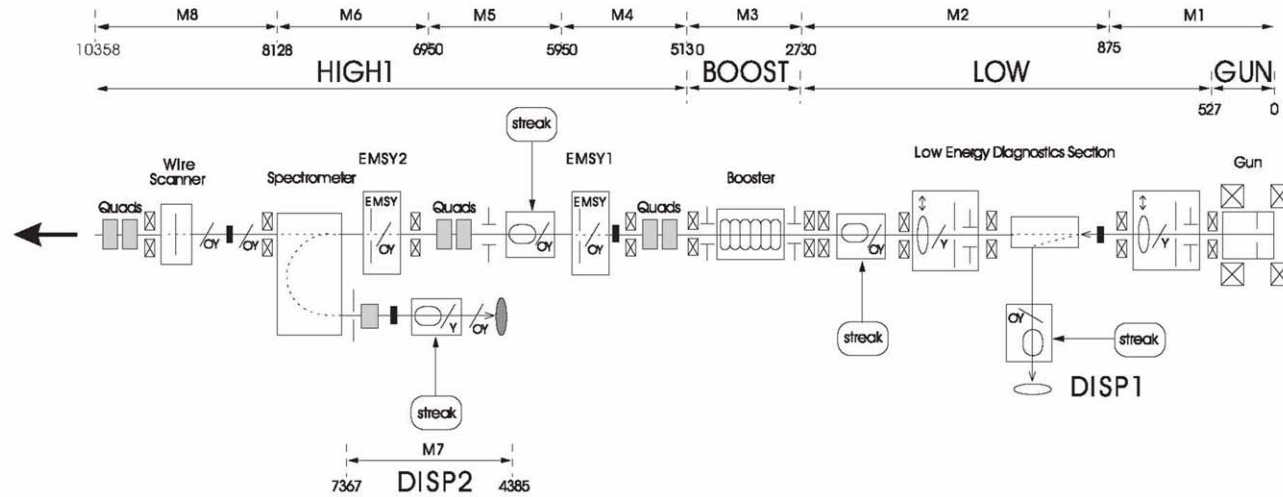 M8 M6 M5 M4 M3 M2 M1
10358 8128 6950 5950 5130 2730 875
HIGH1 BOOST LOW GUN
527 0
streak
EMSY2 EMSY1 Low Energy Diagnostics Section
Wire
Scanner Spectrometer Booster Gun
Quads EMSY Quads EMSY Quads
OY OY OY OY OY OY Y Y
Y OY OY
streak streak
DISP1
streak
M7
7367 DISP2 4385